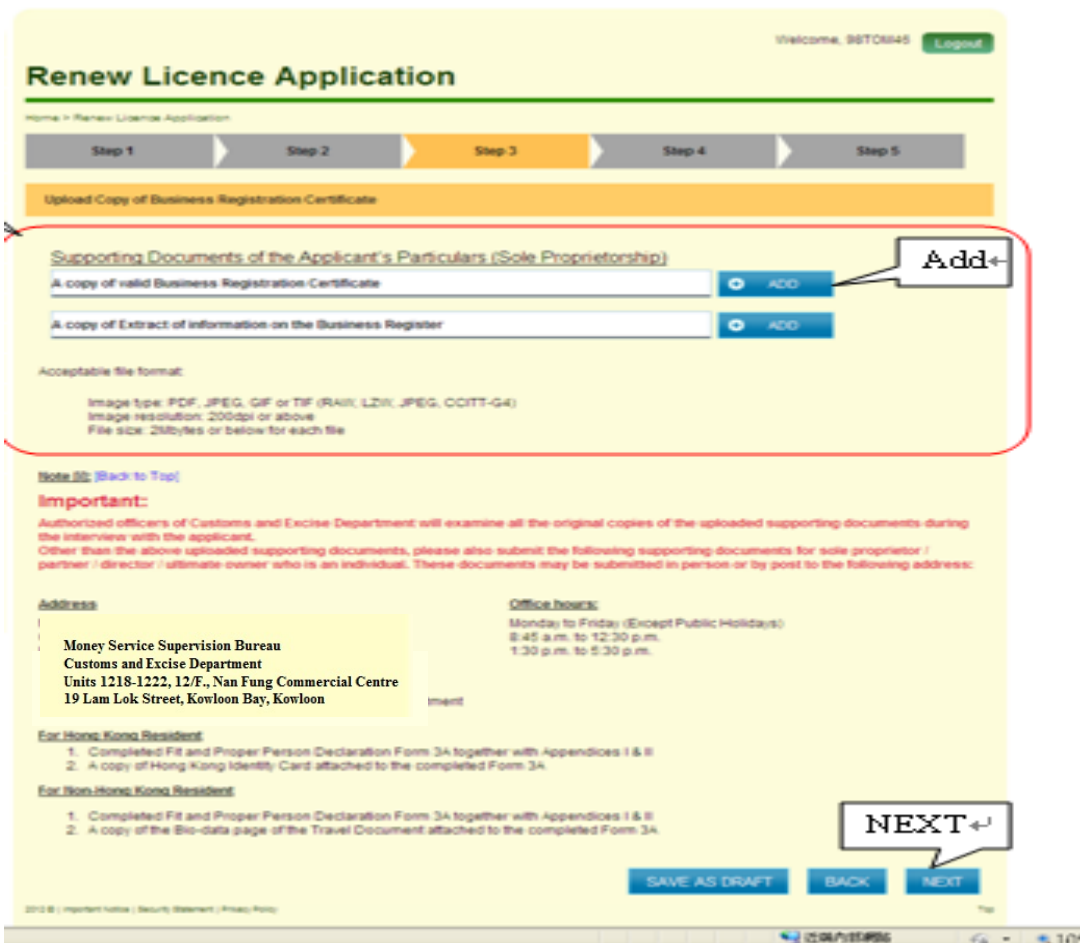 Welcome, 98TOM46 Logout
Renew Licence Application
Home > Renew Licence Application
Step 1 Step 2 Step 3 Step 4 Step 5
Upload Copy of Business Registration Certificate
Supporting Documents of the Applicant's Particulars (Sole Proprietorship)
Add↵
A copy of valid Business Registration Certificate ADD
A copy of Extract of information on the Business Register ADD
Acceptable file format:
Image type: PDF, JPEG, GIF or TIF (RAW, LZW, JPEG, CCITT-G4)
Image resolution: 200dpi or above
File size: 2Mbytes or below for each file
Note [Back to Top]
Important:
Authorized officers of Customs and Excise Department will examine all the original copies of the uploaded supporting documents during
the interview with the applicant.
Other than the above uploaded supporting documents, please also submit the following supporting documents for sole proprietor /
partner / director / ultimate owner who is an individual. These documents may be submitted in person or by post to the following address:
Address
Money Service Supervision Bureau
Customs and Excise Department
Units 1218-1222, 12/F., Nan Fung Commercial Centre
19 Lam Lok Street, Kowloon Bay, Kowloon
Office hours:
Monday to Friday (Except Public Holidays)
8:45 a.m. to 12:30 p.m.
1:30 p.m. to 5:30 p.m.
For Hong Kong Resident
1. Completed Fit and Proper Person Declaration Form 3A together with Appendices I & II
2. A copy of Hong Kong Identity Card attached to the completed Form 3A
For Non-Hong Kong Resident
1. Completed Fit and Proper Person Declaration Form 3A together with Appendices I & II
2. A copy of the Bio-data page of the Travel Document attached to the completed Form 3A
NEXT↵
SAVE AS DRAFT BACK NEXT
2012 © | Important Notice | Security Statement | Privacy Policy Top